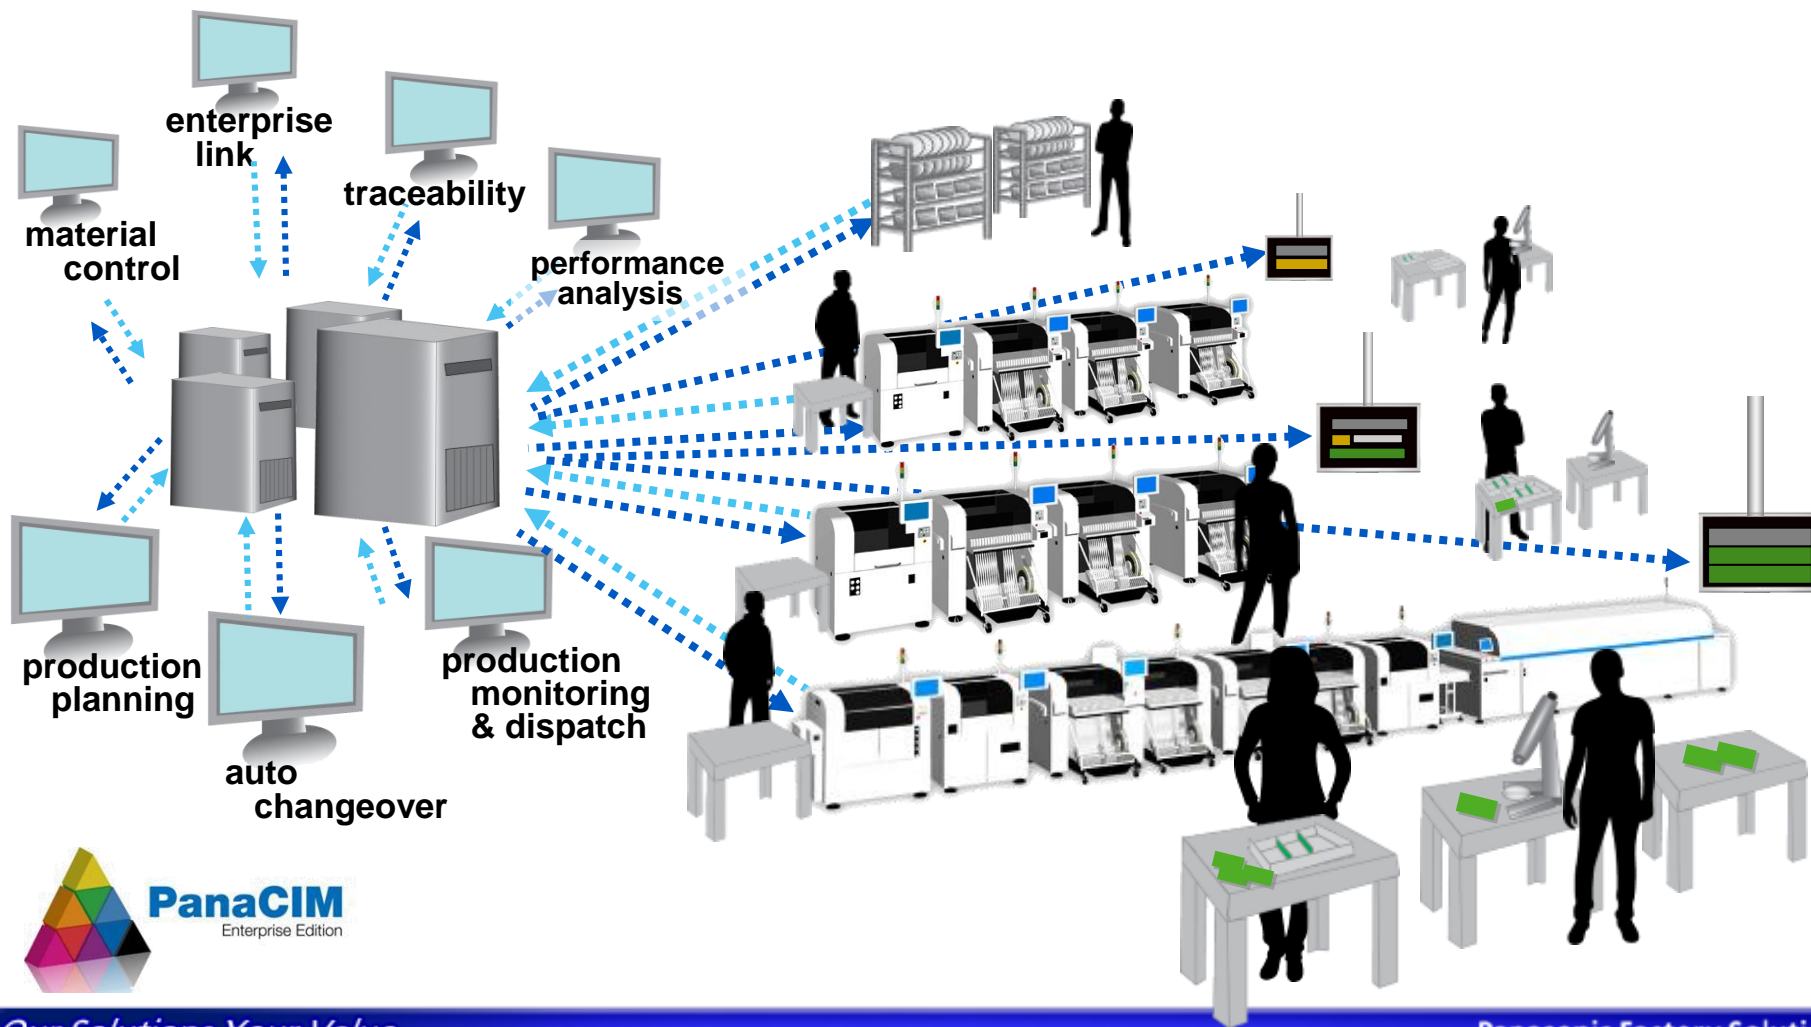 enterprise
link
traceability
material
control
performance
analysis
production
planning
production
monitoring
& dispatch
auto
changeover
PanaCIM
Enterprise Edition